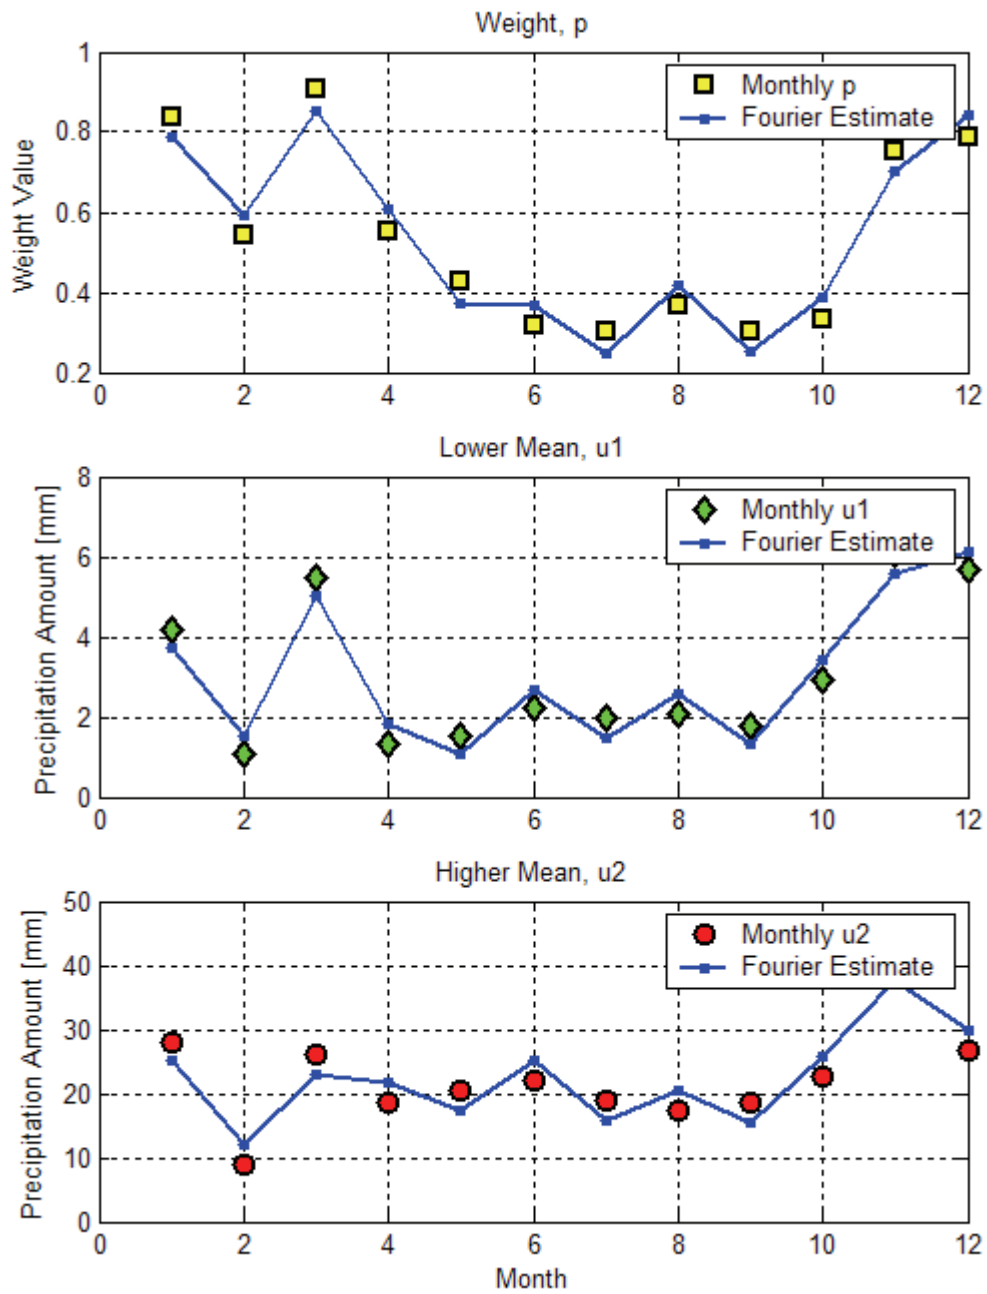 Weight, p
1
0.8
0.6
0.4
0.2
Weight Value
Monthly p
Fourier Estimate
0 2 4 6 8 10 12
Lower Mean, u1
8
6
4
2
0
Precipitation Amount [mm]
Monthly u1
Fourier Estimate
0 2 4 6 8 10 12
Higher Mean, u2
50
40
30
20
10
0
Precipitation Amount [mm]
Monthly u2
Fourier Estimate
0 2 4 6 8 10 12
Month